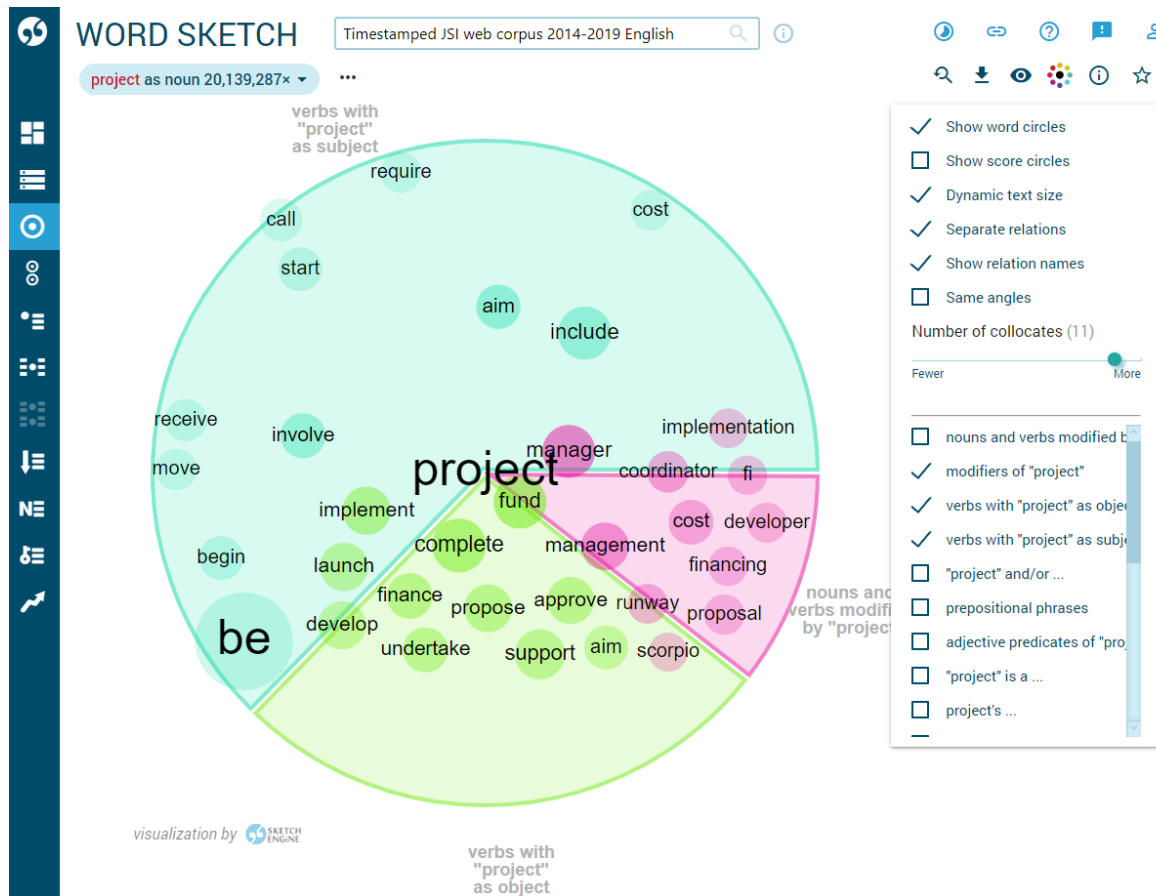 WORD SKETCH
Timestamped JSI web corpus 2014-2019 English
project as noun 20,139,287×
verbs with
"project"
as subject
require
call
cost
start
aim
include
receive
involve
move
implementation
manager
project
coordinator
fi
fund
implement
cost
developer
complete
management
begin
launch
financing
finance
propose
approve
runway
nouns and
verbs modifi
by "project
proposal
develop
be
undertake
support
aim
scorpio
visualization by SKETCH
ENGINE
verbs with
"project"
as object
Show word circles
Show score circles
Dynamic text size
Separate relations
Show relation names
Same angles
Number of collocates (11)
Fewer
More
nouns and verbs modified b
modifiers of "project"
verbs with "project" as obje
verbs with "project" as subj
"project" and/or ...
prepositional phrases
adjective predicates of "proj
"project" is a ...
project's ...